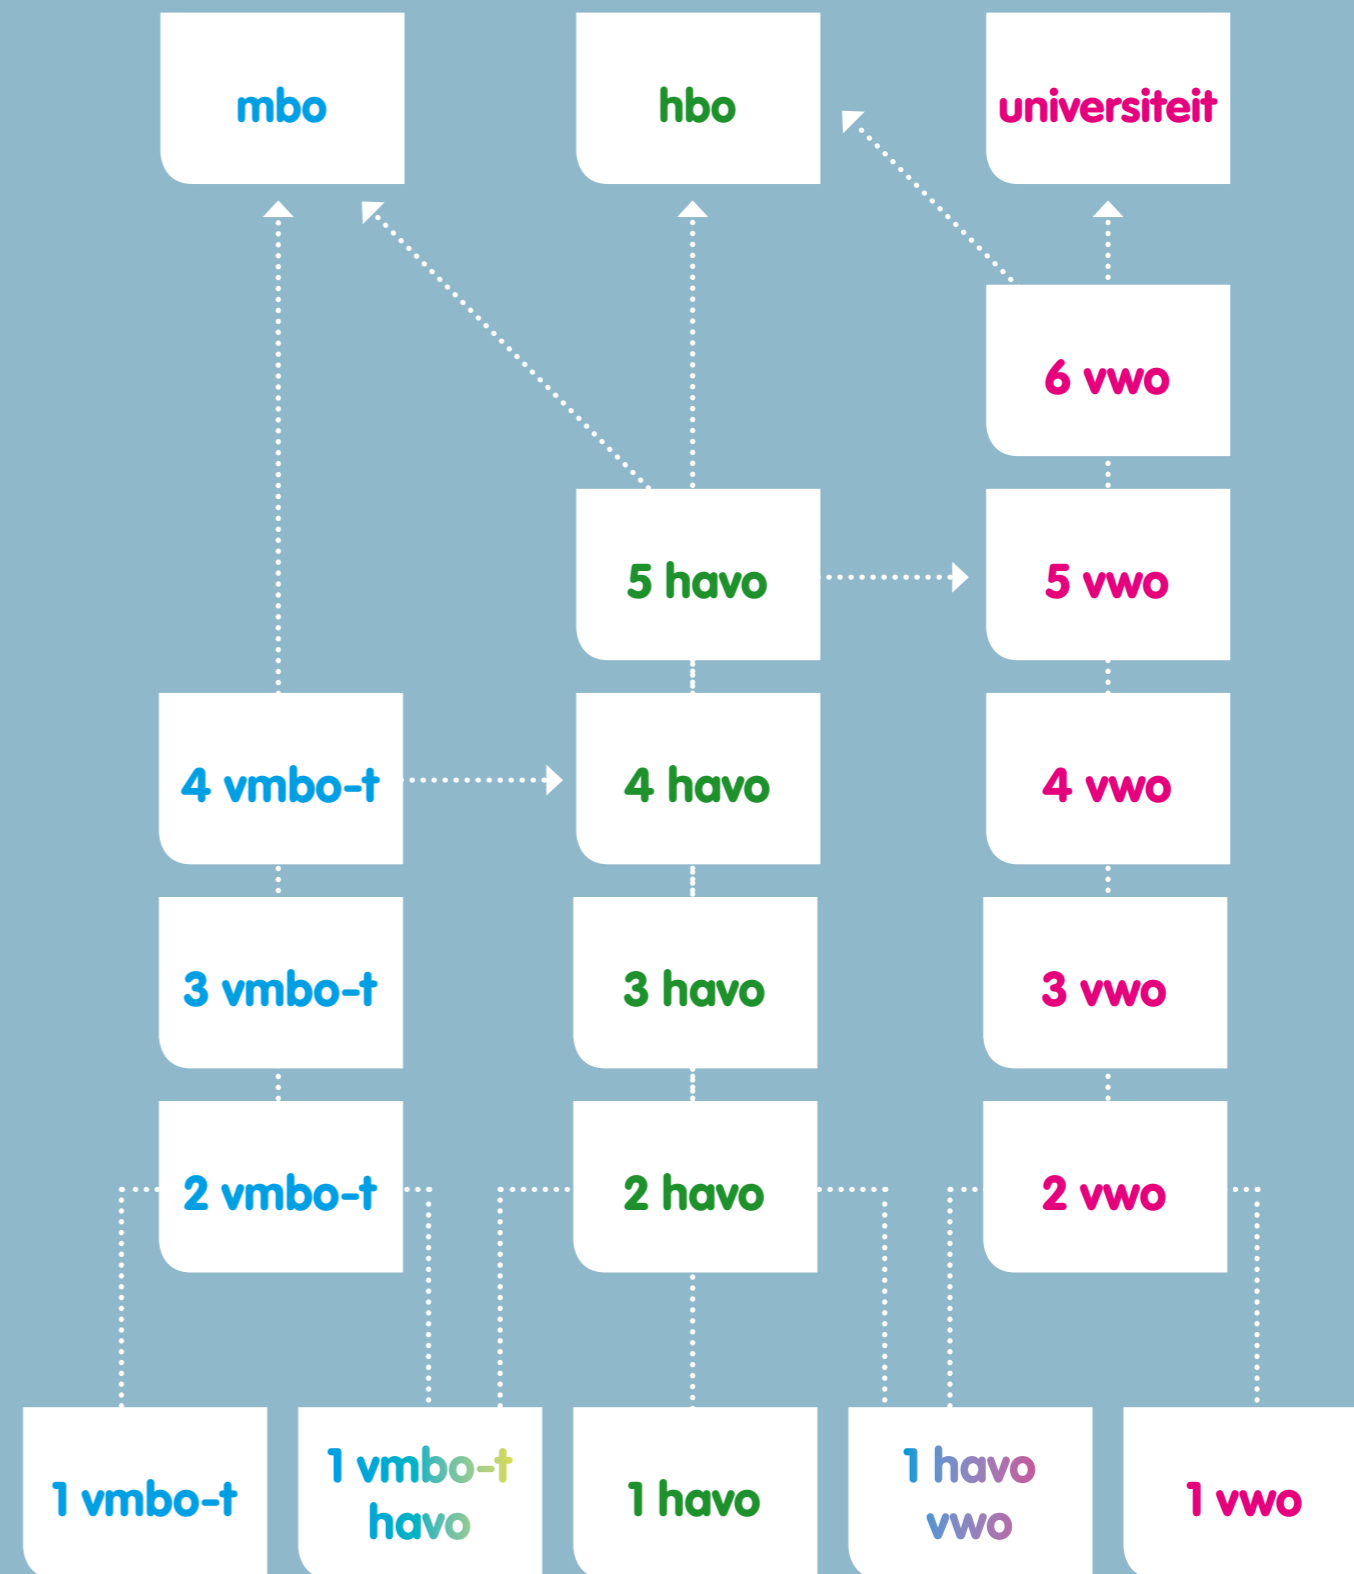 mbo
hbo
universiteit
6 vwo
5 havo
5 vwo
4 vmbo-t
4 havo
4 vwo
3 vmbo-t
3 havo
3 vwo
2 vmbo-t
2 havo
2 vwo
1 vmbo-t
1 vmbo-t
havo
1 havo
1 havo
vwo
1 vwo